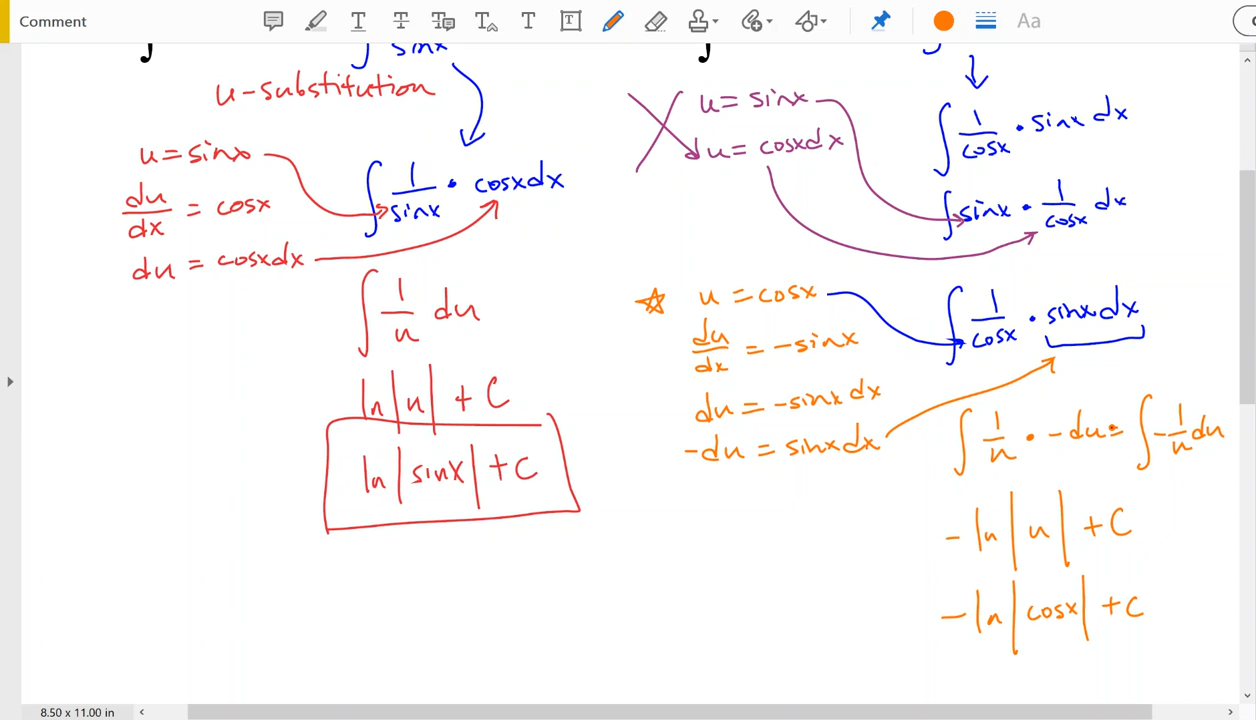 Comment
Aa
sinx
u-substitution
u = sinx
du/dx = cosx
du = cosxdx
∫ 1/sinx · cosxdx
∫ 1/u du
ln|u| + C
ln|sinx| + C
u = sinx
du = cosxdx
∫ 1/cosx · sinx dx
∫ sinx · 1/cosx dx
☆ u = cosx
du/dx = -sinx
du = -sinx dx
-du = sinxdx
∫ 1/cosx · sinxdx
∫ 1/u · -du = ∫ -1/u du
-ln|u| + C
-ln|cosx| + C
8.50 x 11.00 in